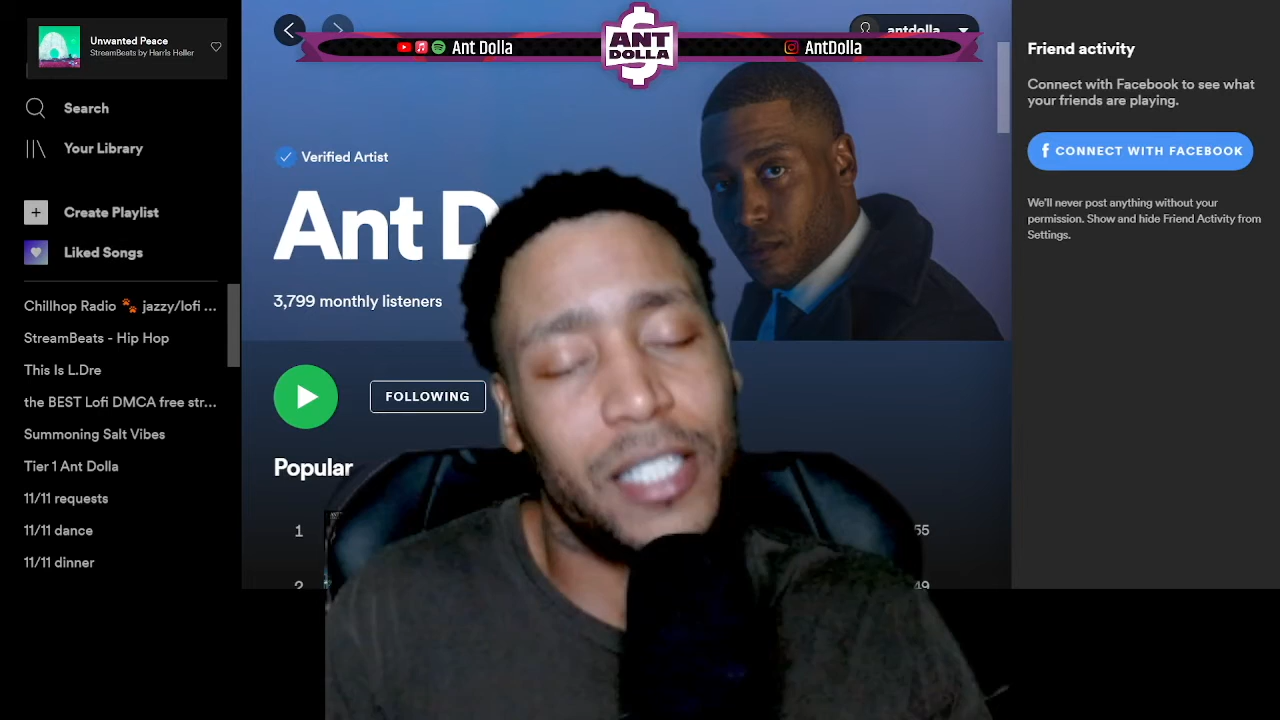 Unwanted Peace
StreamBeats by Harris Heller
Search
Your Library
Create Playlist
Liked Songs
Chillhop Radio 🐾 jazzy/lofi ...
StreamBeats - Hip Hop
This Is L.Dre
the BEST Lofi DMCA free str...
Summoning Salt Vibes
Tier 1 Ant Dolla
11/11 requests
11/11 dance
11/11 dinner
antdolla
Ant Dolla
ANT
DOLLA
AntDolla
Verified Artist
Ant D
3,799 monthly listeners
FOLLOWING
Popular
1
55
2
49
Friend activity
Connect with Facebook to see what
your friends are playing.
f CONNECT WITH FACEBOOK
We'll never post anything without your
permission. Show and hide Friend Activity from
Settings.